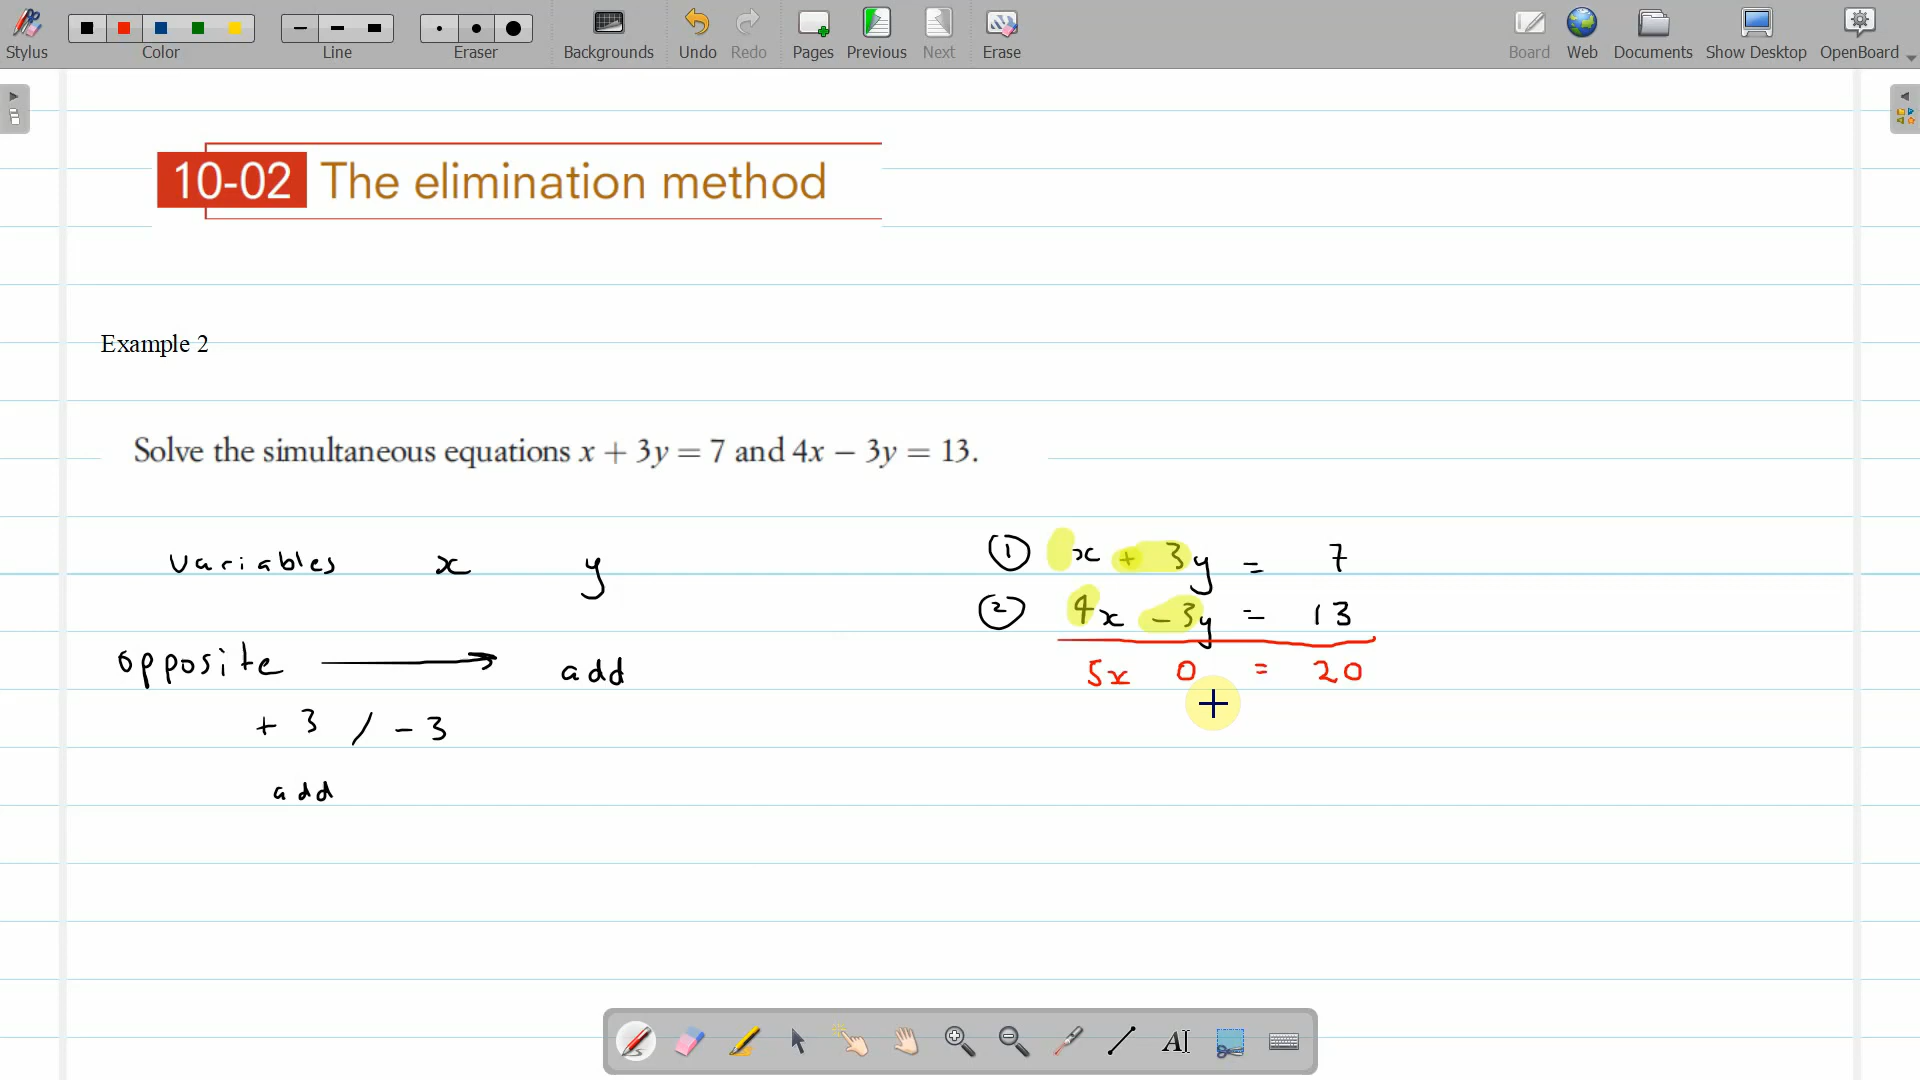 Stylus Color Line Eraser Backgrounds Undo Redo Pages Previous Next Erase Board Web Documents Show Desktop OpenBoard
10-02 The elimination method
Example 2
Solve the simultaneous equations x + 3y = 7 and 4x − 3y = 13.
variables x y
opposite → add
+ 3 / - 3
add
① x + 3y = 7
② 4x - 3y = 13
5x 0 = 20
AI